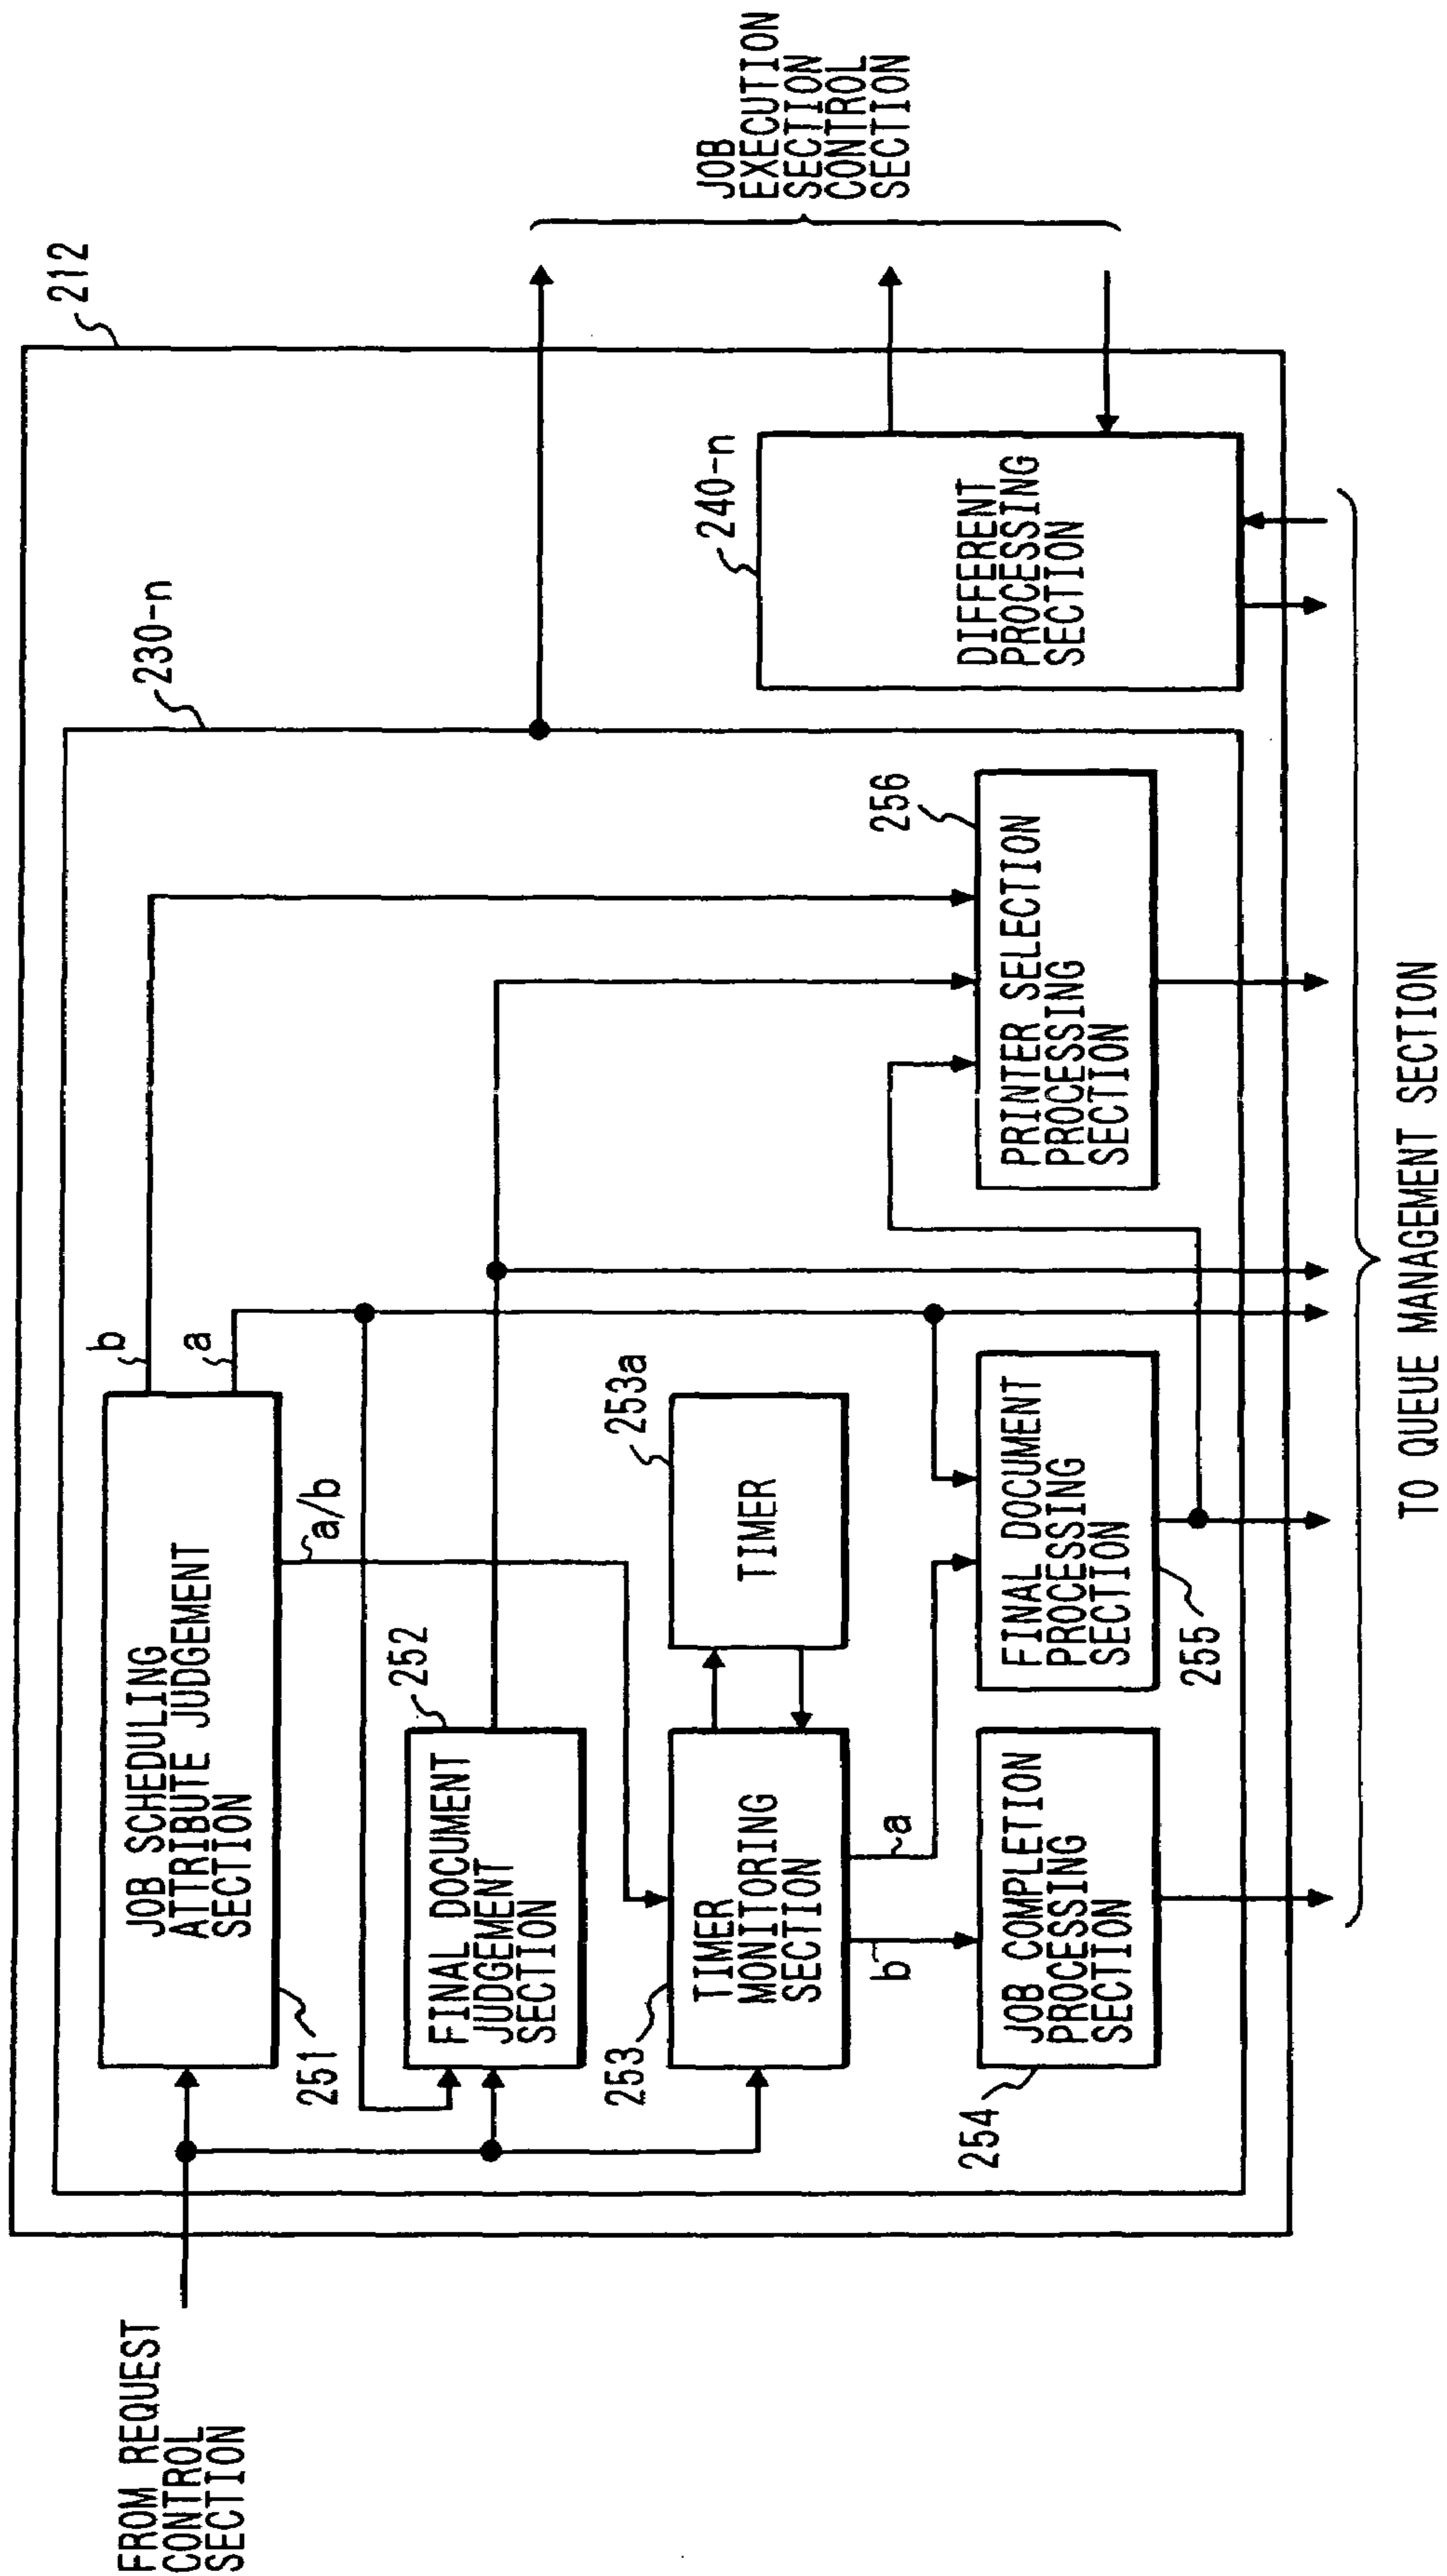 FROM REQUEST
CONTROL
SECTION
212
230-n
JOB SCHEDULING
ATTRIBUTE JUDGEMENT
SECTION
251
b
a
a/b
FINAL DOCUMENT
JUDGEMENT
SECTION
252
TIMER
MONITORING
SECTION
253
TIMER
253a
b
a
JOB COMPLETION
PROCESSING
SECTION
254
FINAL DOCUMENT
PROCESSING
SECTION
255
PRINTER SELECTION
PROCESSING
SECTION
256
DIFFERENT
PROCESSING
SECTION
240-n
JOB
EXECUTION
SECTION
CONTROL
SECTION
TO QUEUE MANAGEMENT SECTION